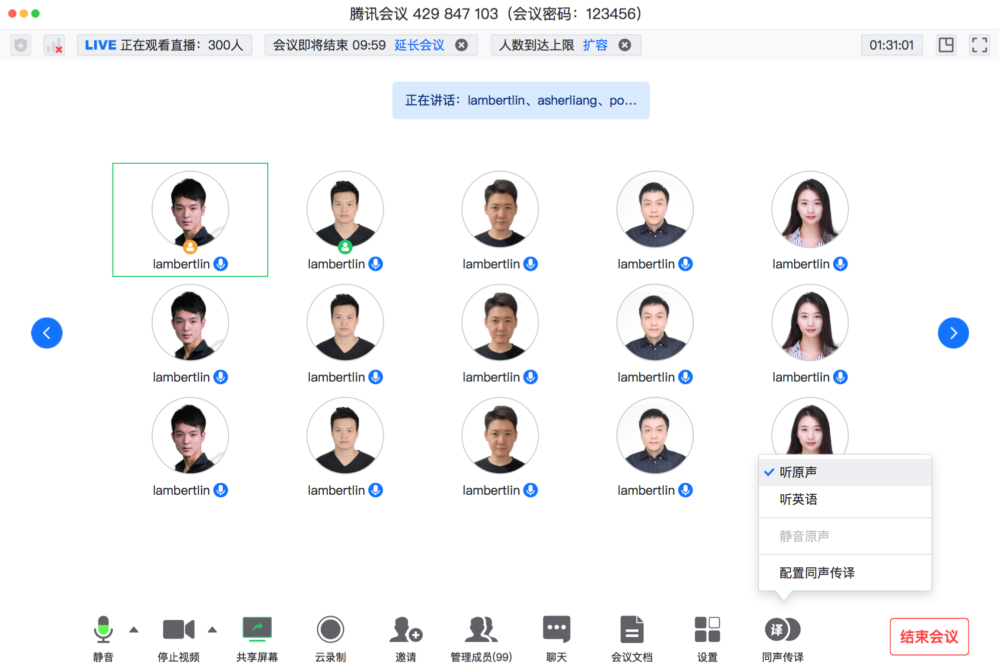 腾讯会议 429 847 103（会议密码：123456）
LIVE 正在观看直播：300人
会议即将结束 09:59 延长会议
人数到达上限 扩容
01:31:01
正在讲话：lambertlin、asherliang、po...
lambertlin
lambertlin
lambertlin
lambertlin
lambertlin
lambertlin
lambertlin
lambertlin
lambertlin
lambertlin
lambertlin
lambertlin
lambertlin
lambertlin
听原声
听英语
静音原声
配置同声传译
静音
停止视频
共享屏幕
云录制
邀请
管理成员(99)
聊天
会议文档
设置
译
同声传译
结束会议